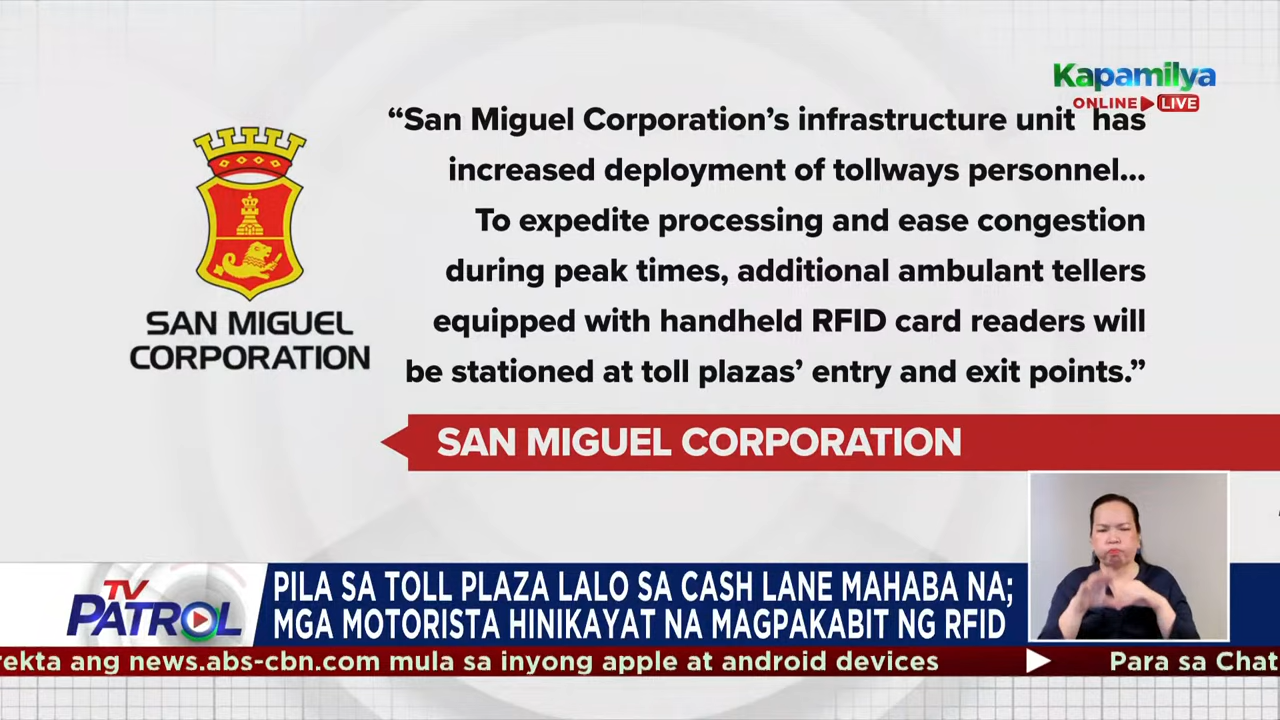 Kapamilya
ONLINE LIVE
“San Miguel Corporation’s infrastructure unit has
increased deployment of tollways personnel...
To expedite processing and ease congestion
during peak times, additional ambulant tellers
equipped with handheld RFID card readers will
be stationed at toll plazas’ entry and exit points.”
SAN MIGUEL
CORPORATION
SAN MIGUEL CORPORATION
TV
PATROL
PILA SA TOLL PLAZA LALO SA CASH LANE MAHABA NA;
MGA MOTORISTA HINIKAYAT NA MAGPAKABIT NG RFID
rekta ang news.abs-cbn.com mula sa inyong apple at android devices
Para sa Chat